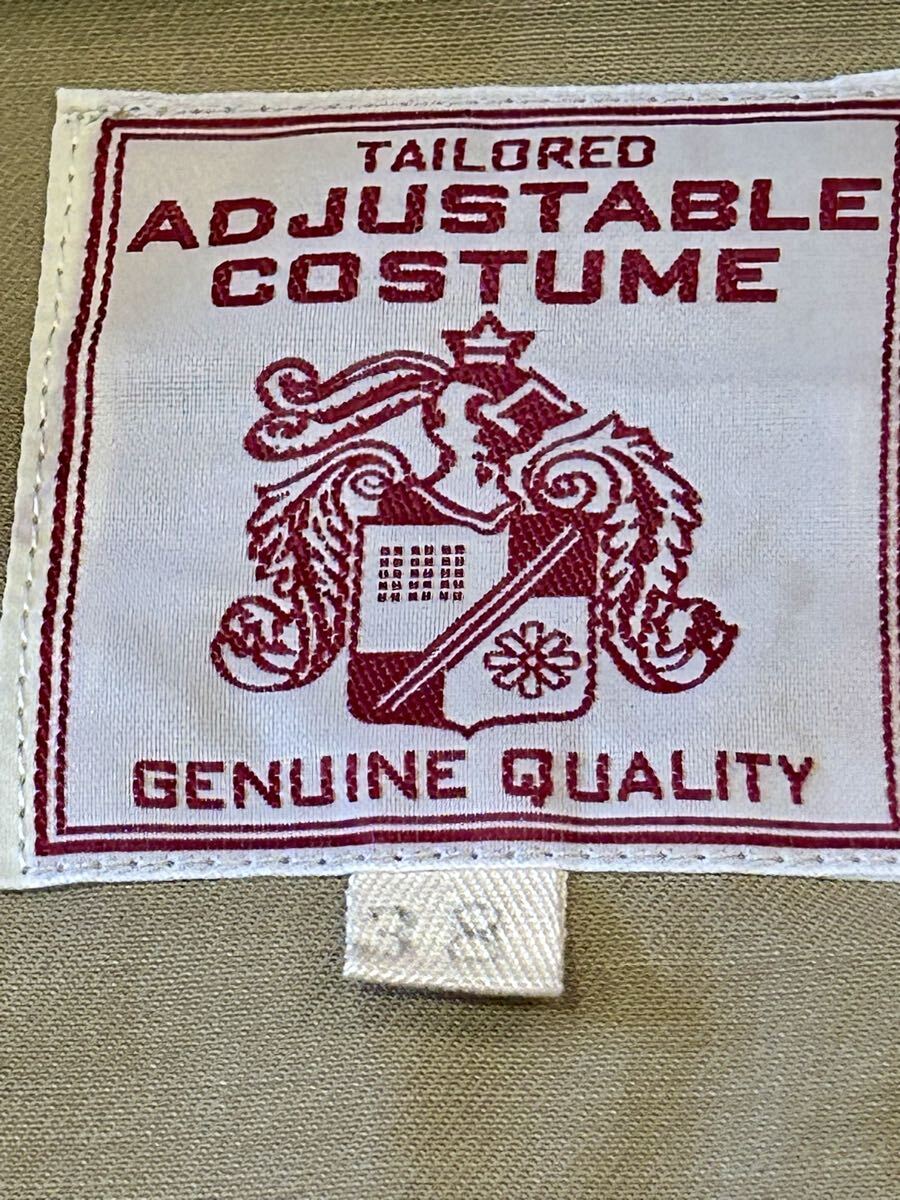 TAILORED
ADJUSTABLE
COSTUME
GENUINE QUALITY
38